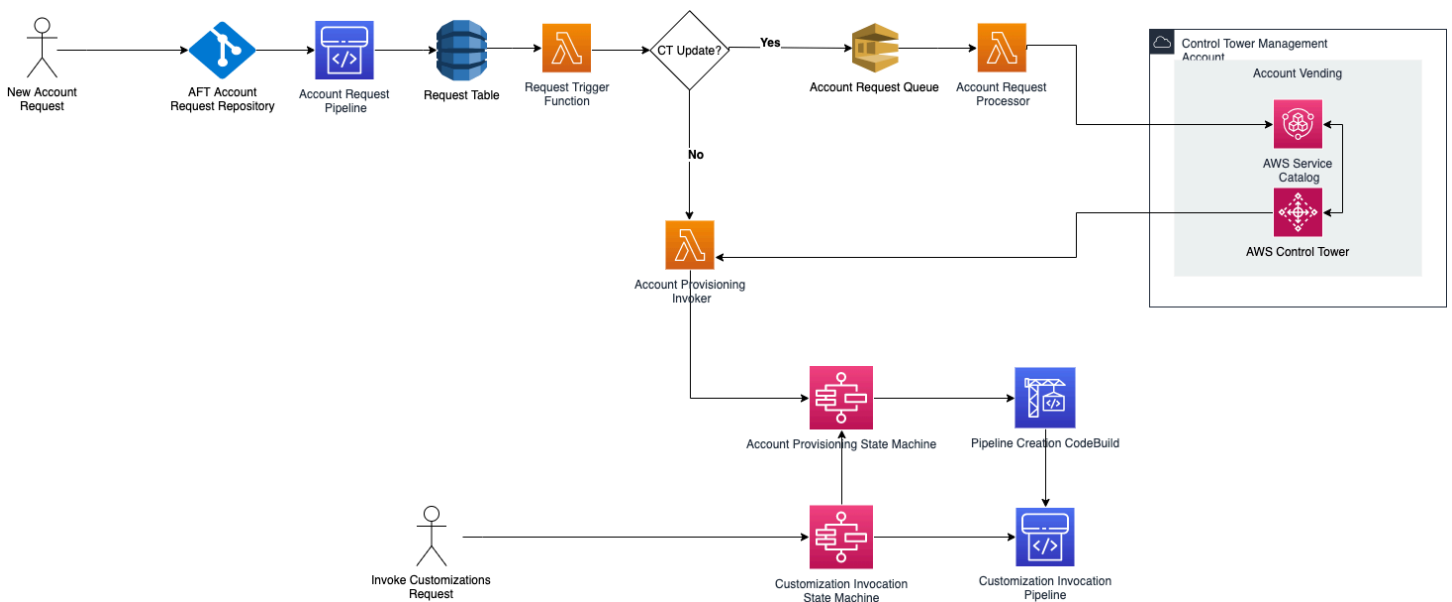 New Account
Request
AFT Account
Request Repository
Account Request
Pipeline
Request Table
Request Trigger
Function
CT Update?
Yes
Account Request Queue
Account Request
Processor
Control Tower Management
Account
Account Vending
AWS Service
Catalog
AWS Control Tower
No
Account Provisioning
Invoker
Account Provisioning State Machine
Pipeline Creation CodeBuild
Invoke Customizations
Request
Customization Invocation
State Machine
Customization Invocation
Pipeline